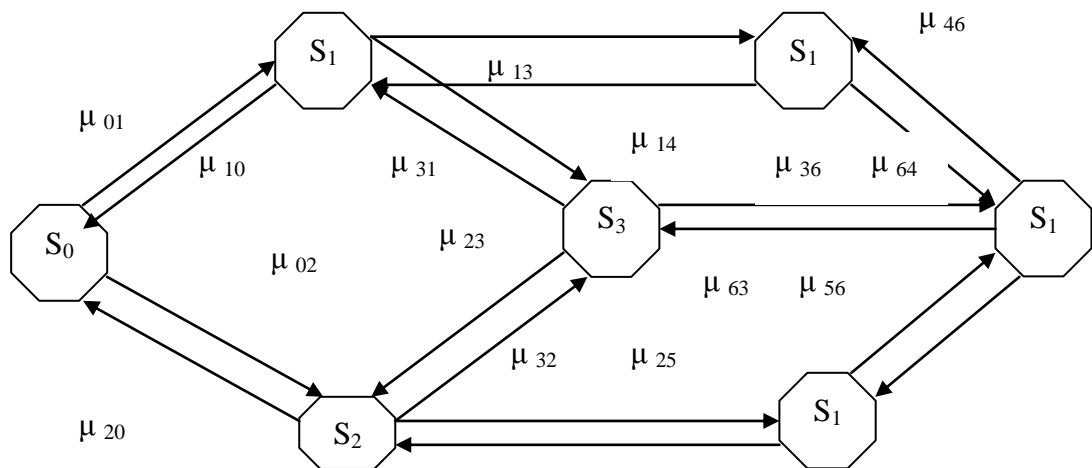 μ 46
S1 S1
μ 13
μ 01
μ 10 μ 31 μ 14 μ 36 μ 64
S0 μ 02 μ 23 S3 S1
μ 63 μ 56
μ 32 μ 25
μ 20 S2 S1